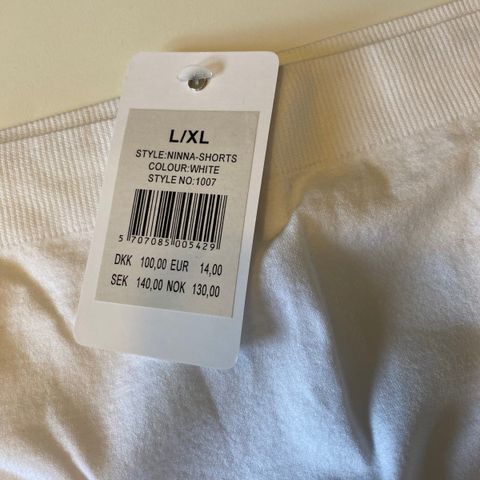 L/XL
STYLE:NINNA-SHORTS
COLOUR:WHITE
STYLE NO:1007
5 707085 005429
DKK 100,00 EUR 14,00
SEK 140,00 NOK 130,00